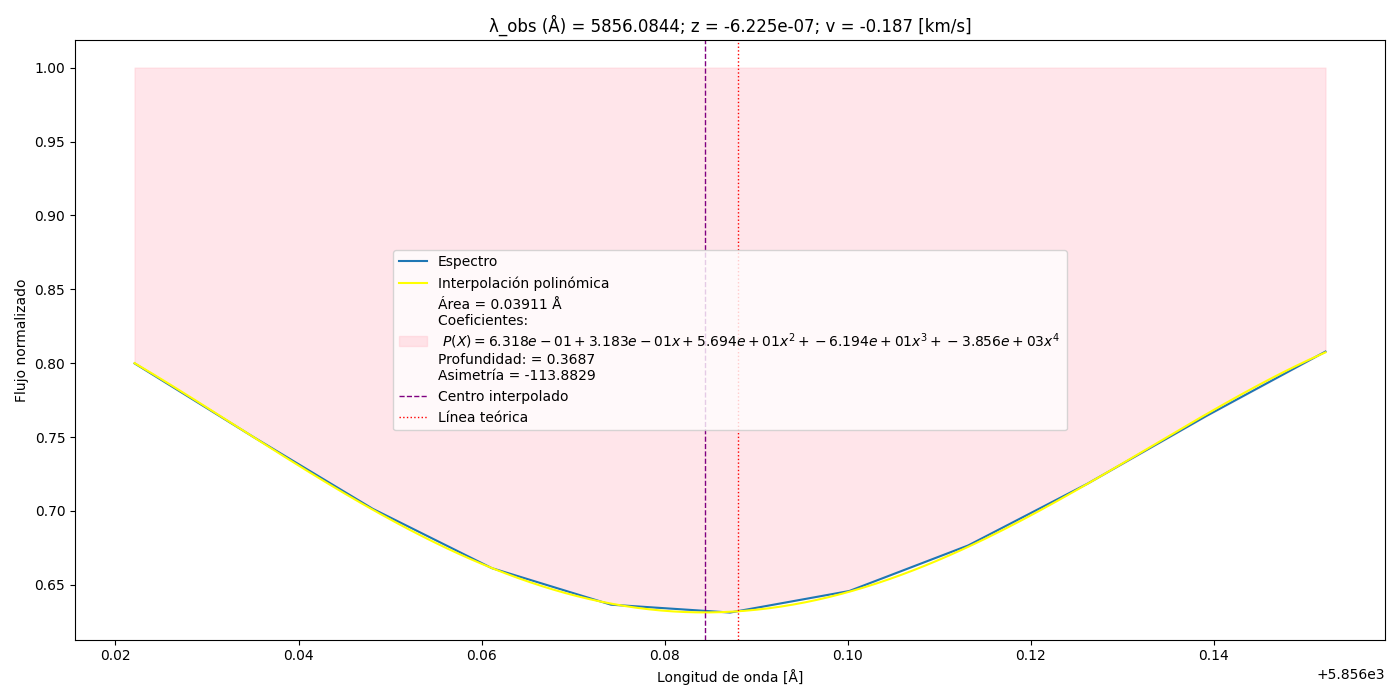 λ_obs (Å) = 5856.0844; z = -6.225e-07; v = -0.187 [km/s]
Flujo normalizado
1.00
0.95
0.90
0.85
0.80
0.75
0.70
0.65
Espectro
Interpolación polinómica
Área = 0.03911 Å
Coeficientes:
P(X) = 6.318e − 01 + 3.183e − 01x + 5.694e + 01x² + −6.194e + 01x³ + −3.856e + 03x⁴
Profundidad: = 0.3687
Asimetría = -113.8829
Centro interpolado
Línea teórica
0.02 0.04 0.06 0.08 0.10 0.12 0.14
+5.856e3
Longitud de onda [Å]